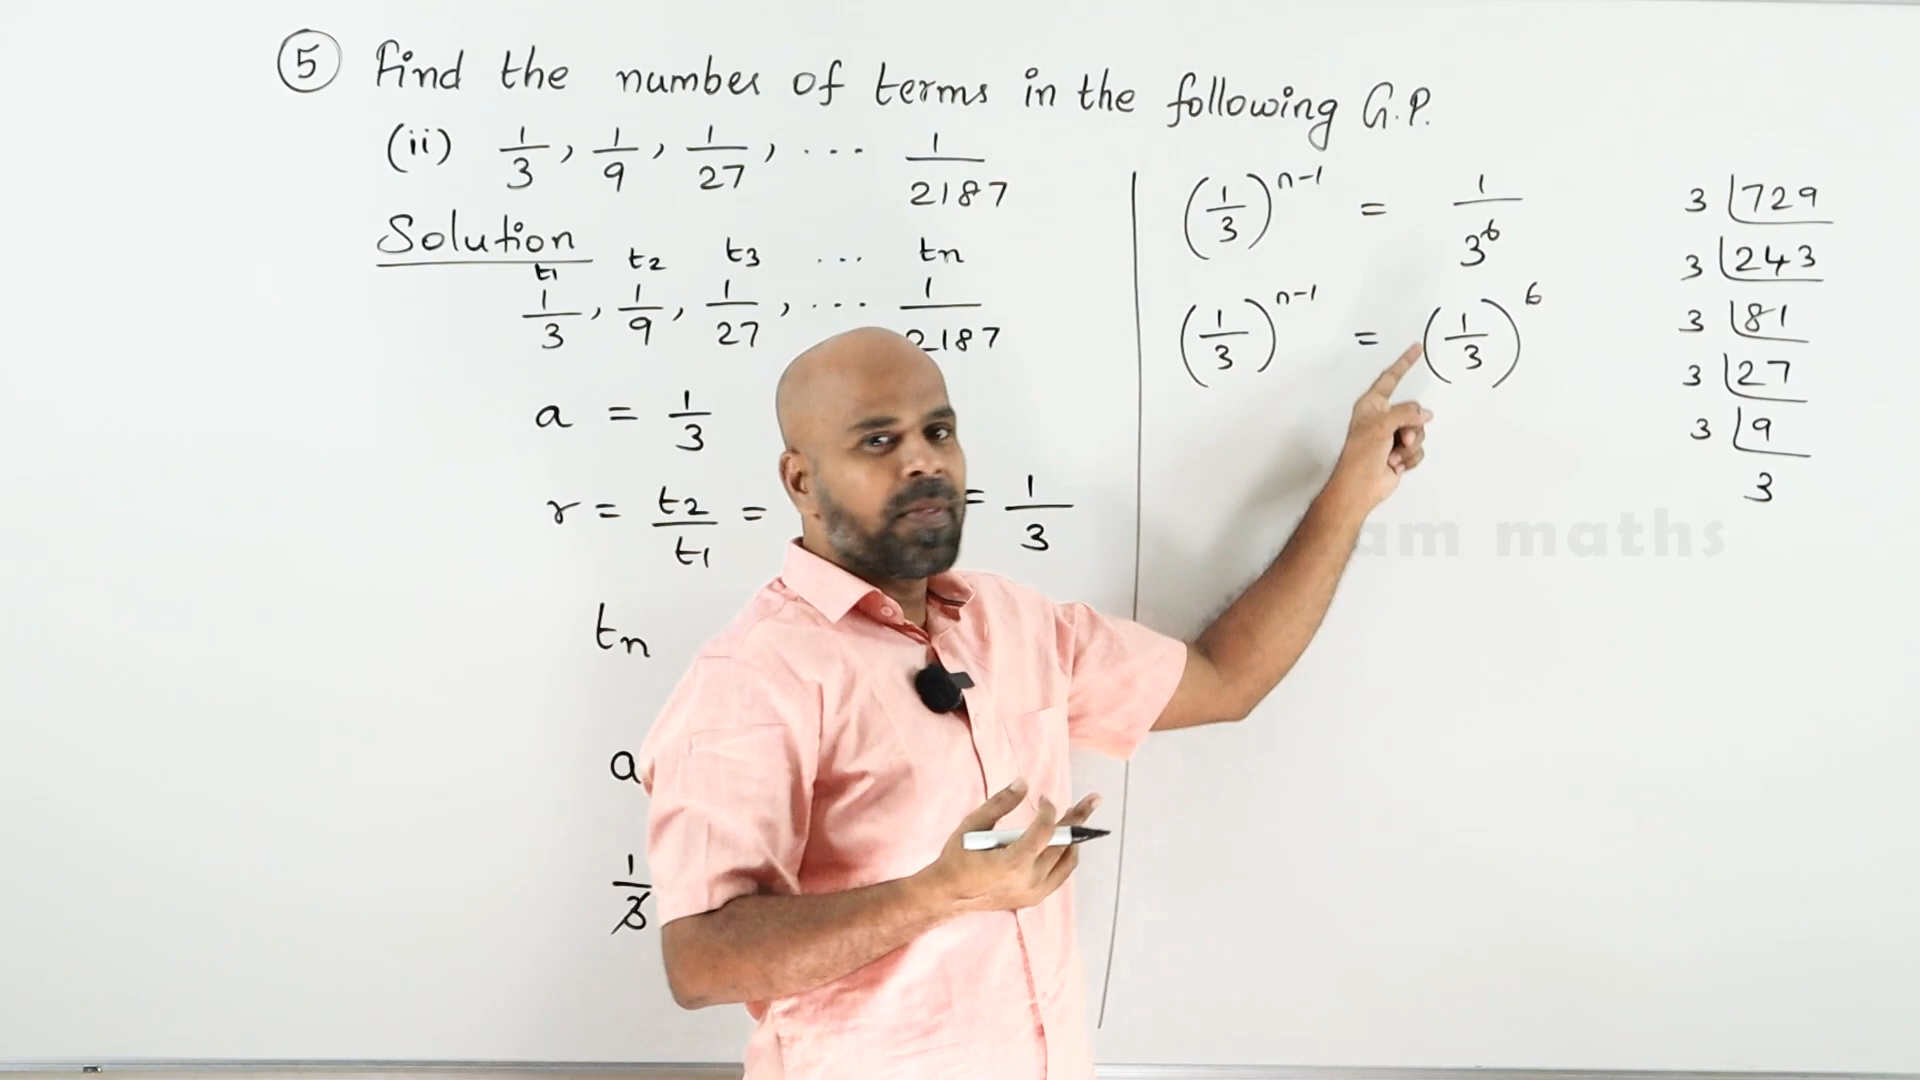 5 Find the number of terms in the following G.P.
(ii) 1/3, 1/9, 1/27, ... 1/2187
Solution
t1 t2 t3 ... tn
1/3, 1/9, 1/27, ... 1/2187
a = 1/3
r = t2/t1 = = 1/3
tn
a
1/3
(1/3)^n-1 = 1/3^6
(1/3)^n-1 = (1/3)^6
3 729
3 243
3 81
3 27
3 9
3
maths